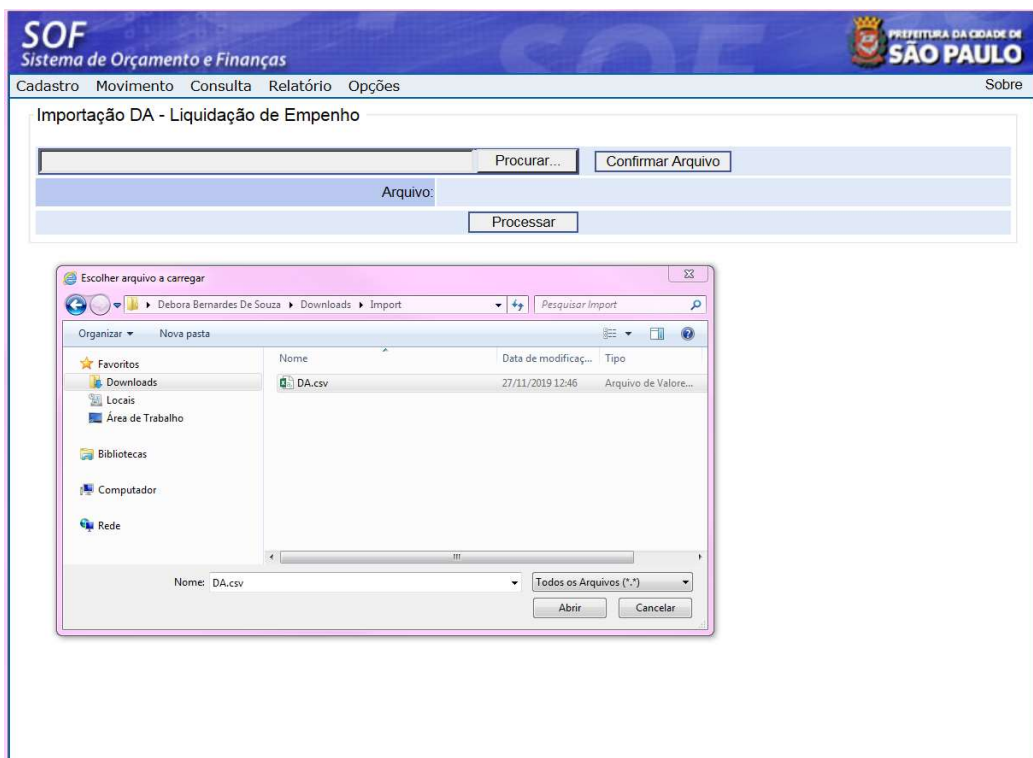 SOF
Sistema de Orçamento e Finanças
PREFEITURA DA CIDADE DE
SÃO PAULO
Cadastro Movimento Consulta Relatório Opções Sobre
Importação DA - Liquidação de Empenho
Procurar... Confirmar Arquivo
Arquivo:
Processar
Escolher arquivo a carregar
Debora Bernardes De Souza Downloads Import Pesquisar Import
Organizar Nova pasta
Nome Data de modificaç... Tipo
Favoritos
Downloads DA.csv 27/11/2019 12:46 Arquivo de Valore...
Locais
Área de Trabalho
Bibliotecas
Computador
Rede
Nome: DA.csv Todos os Arquivos (*.*)
Abrir Cancelar